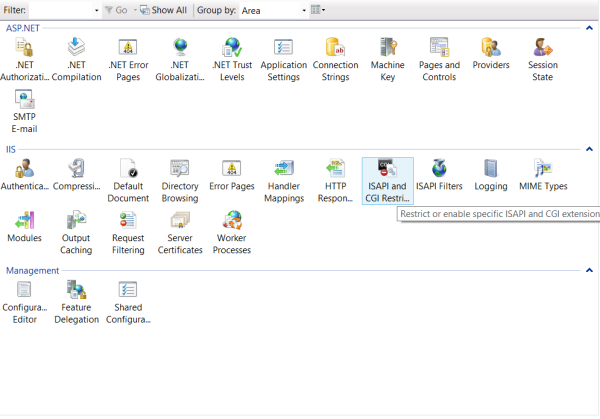 Filter: Go Show All Group by: Area
ASP.NET
.NET .NET .NET Error .NET .NET Trust Application Connection Machine Pages and Providers Session
Authorizati... Compilation Pages Globalizati... Levels Settings Strings Key Controls State
SMTP
E-mail
IIS
Authentica... Compressi... Default Directory Error Pages Handler HTTP ISAPI and ISAPI Filters Logging MIME Types
Document Browsing Mappings Respon... CGI Restri...
Restrict or enable specific ISAPI and CGI extension
Modules Output Request Server Worker
Caching Filtering Certificates Processes
Management
Configura... Feature Shared
Editor Delegation Configura...